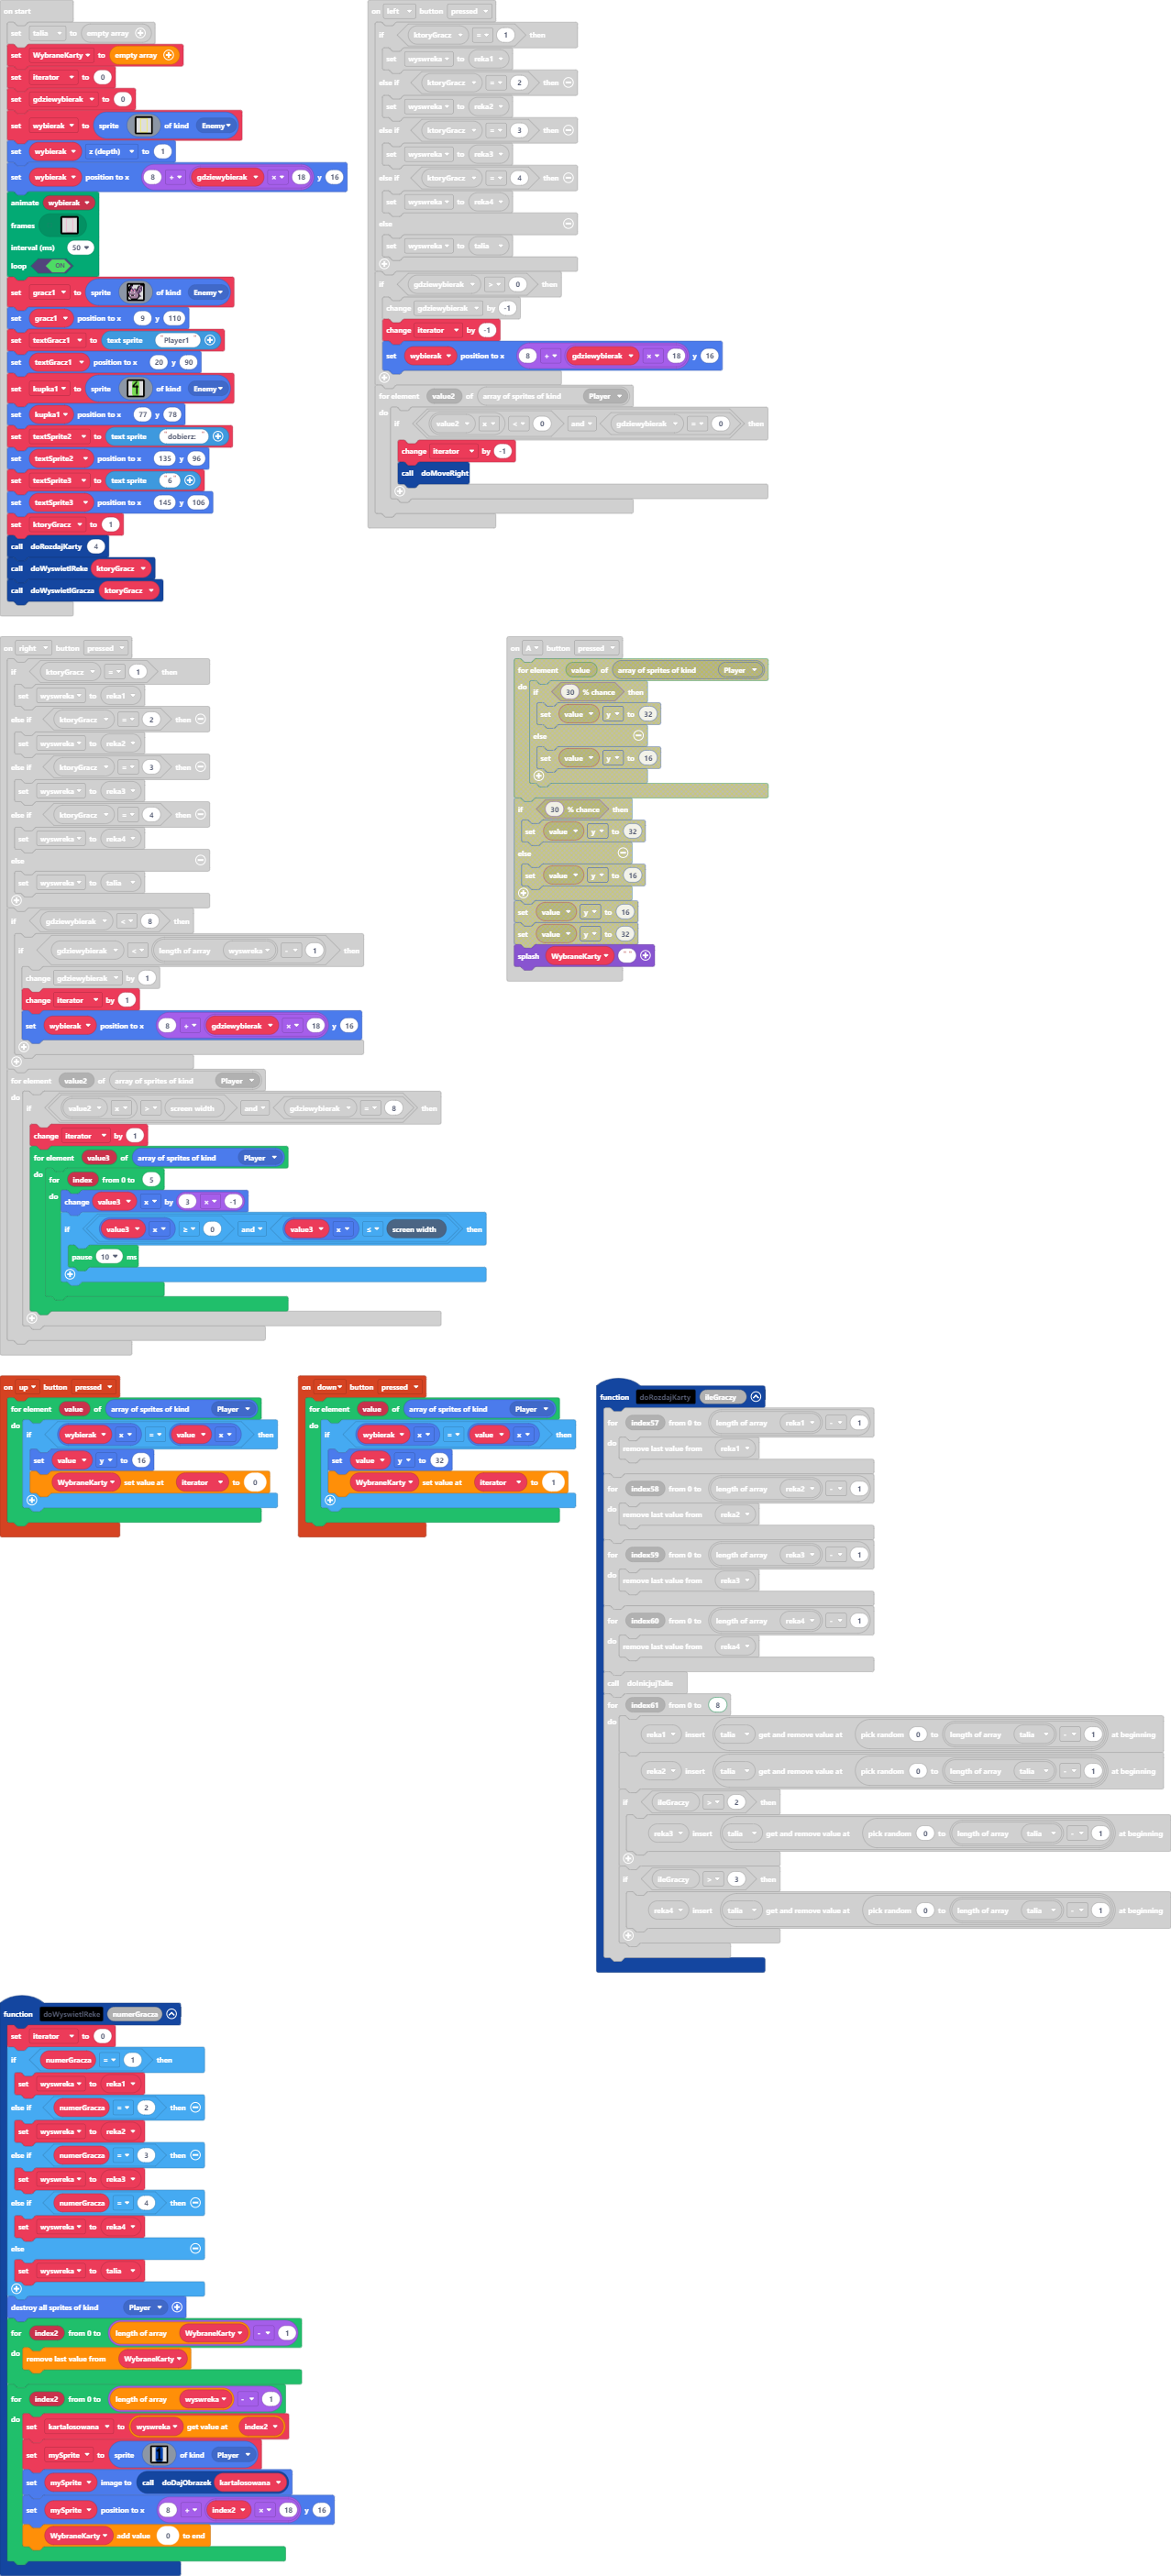 on start
set talia to empty array
set WybraneKarty to empty array
set iterator to 0
set gdziewybierak to 0
set wybierak to sprite of kind Enemy
set wybierak z (depth) to 1
set wybierak position to x 8 + gdziewybierak × 18 y 16
animate wybierak
frames
interval (ms) 50
loop ON
set gracz1 to sprite of kind Enemy
set gracz1 position to x 9 y 110
set textGracz1 to text sprite "Player1"
set textGracz1 position to x 20 y 90
set kupka1 to sprite of kind Enemy
set kupka1 position to x 77 y 78
set textSprite2 to text sprite "dobierz:"
set textSprite2 position to x 135 y 96
set textSprite3 to text sprite "6"
set textSprite3 position to x 145 y 106
set ktoryGracz to 1
call doRozdajKarty 4
call doWyswietlReke ktoryGracz
call doWyswietlGracza ktoryGracz
on left button pressed
if ktoryGracz = 1 then
set wyswreka to reka1
else if ktoryGracz = 2 then
set wyswreka to reka2
else if ktoryGracz = 3 then
set wyswreka to reka3
else if ktoryGracz = 4 then
set wyswreka to reka4
else
set wyswreka to talia
if gdziewybierak > 0 then
change gdziewybierak by -1
change iterator by -1
set wybierak position to x 8 + gdziewybierak × 18 y 16
for element value2 of array of sprites of kind Player
do
if value2 x < 0 and gdziewybierak = 0 then
change iterator by -1
call doMoveRight
on right button pressed
if ktoryGracz = 1 then
set wyswreka to reka1
else if ktoryGracz = 2 then
set wyswreka to reka2
else if ktoryGracz = 3 then
set wyswreka to reka3
else if ktoryGracz = 4 then
set wyswreka to reka4
else
set wyswreka to talia
if gdziewybierak < 8 then
if gdziewybierak < length of array wyswreka - 1 then
change gdziewybierak by 1
change iterator by 1
set wybierak position to x 8 + gdziewybierak × 18 y 16
for element value2 of array of sprites of kind Player
do
if value2 x > screen width and gdziewybierak = 8 then
change iterator by 1
for element value3 of array of sprites of kind Player
do for index from 0 to 5
do change value3 x by 3 × -1
if value3 x ≥ 0 and value3 x ≤ screen width then
pause 10 ms
on A button pressed
for element value of array of sprites of kind Player
do if 30 % chance then
set value y to 32
else
set value y to 16
if 30 % chance then
set value y to 32
else
set value y to 16
set value y to 16
set value y to 32
splash WybraneKarty " "
on up button pressed
for element value of array of sprites of kind Player
do if wybierak x = value x then
set value y to 16
WybraneKarty set value at iterator to 0
on down button pressed
for element value of array of sprites of kind Player
do if wybierak x = value x then
set value y to 32
WybraneKarty set value at iterator to 1
function doRozdajKarty ileGraczy
for index57 from 0 to length of array reka1 - 1
do remove last value from reka1
for index58 from 0 to length of array reka2 - 1
do remove last value from reka2
for index59 from 0 to length of array reka3 - 1
do remove last value from reka3
for index60 from 0 to length of array reka4 - 1
do remove last value from reka4
call doInicjujTalie
for index61 from 0 to 8
do reka1 insert talia get and remove value at pick random 0 to length of array talia - 1 at beginning
reka2 insert talia get and remove value at pick random 0 to length of array talia - 1 at beginning
if ileGraczy > 2 then
reka3 insert talia get and remove value at pick random 0 to length of array talia - 1 at beginning
if ileGraczy > 3 then
reka4 insert talia get and remove value at pick random 0 to length of array talia - 1 at beginning
function doWyswietlReke numerGracza
set iterator to 0
if numerGracza = 1 then
set wyswreka to reka1
else if numerGracza = 2 then
set wyswreka to reka2
else if numerGracza = 3 then
set wyswreka to reka3
else if numerGracza = 4 then
set wyswreka to reka4
else
set wyswreka to talia
destroy all sprites of kind Player
for index2 from 0 to length of array WybraneKarty - 1
do remove last value from WybraneKarty
for index2 from 0 to length of array wyswreka - 1
do set kartalosowana to wyswreka get value at index2
set mySprite to sprite of kind Player
set mySprite image to call doDajObrazek kartalosowana
set mySprite position to x 8 + index2 × 18 y 16
WybraneKarty add value 0 to end